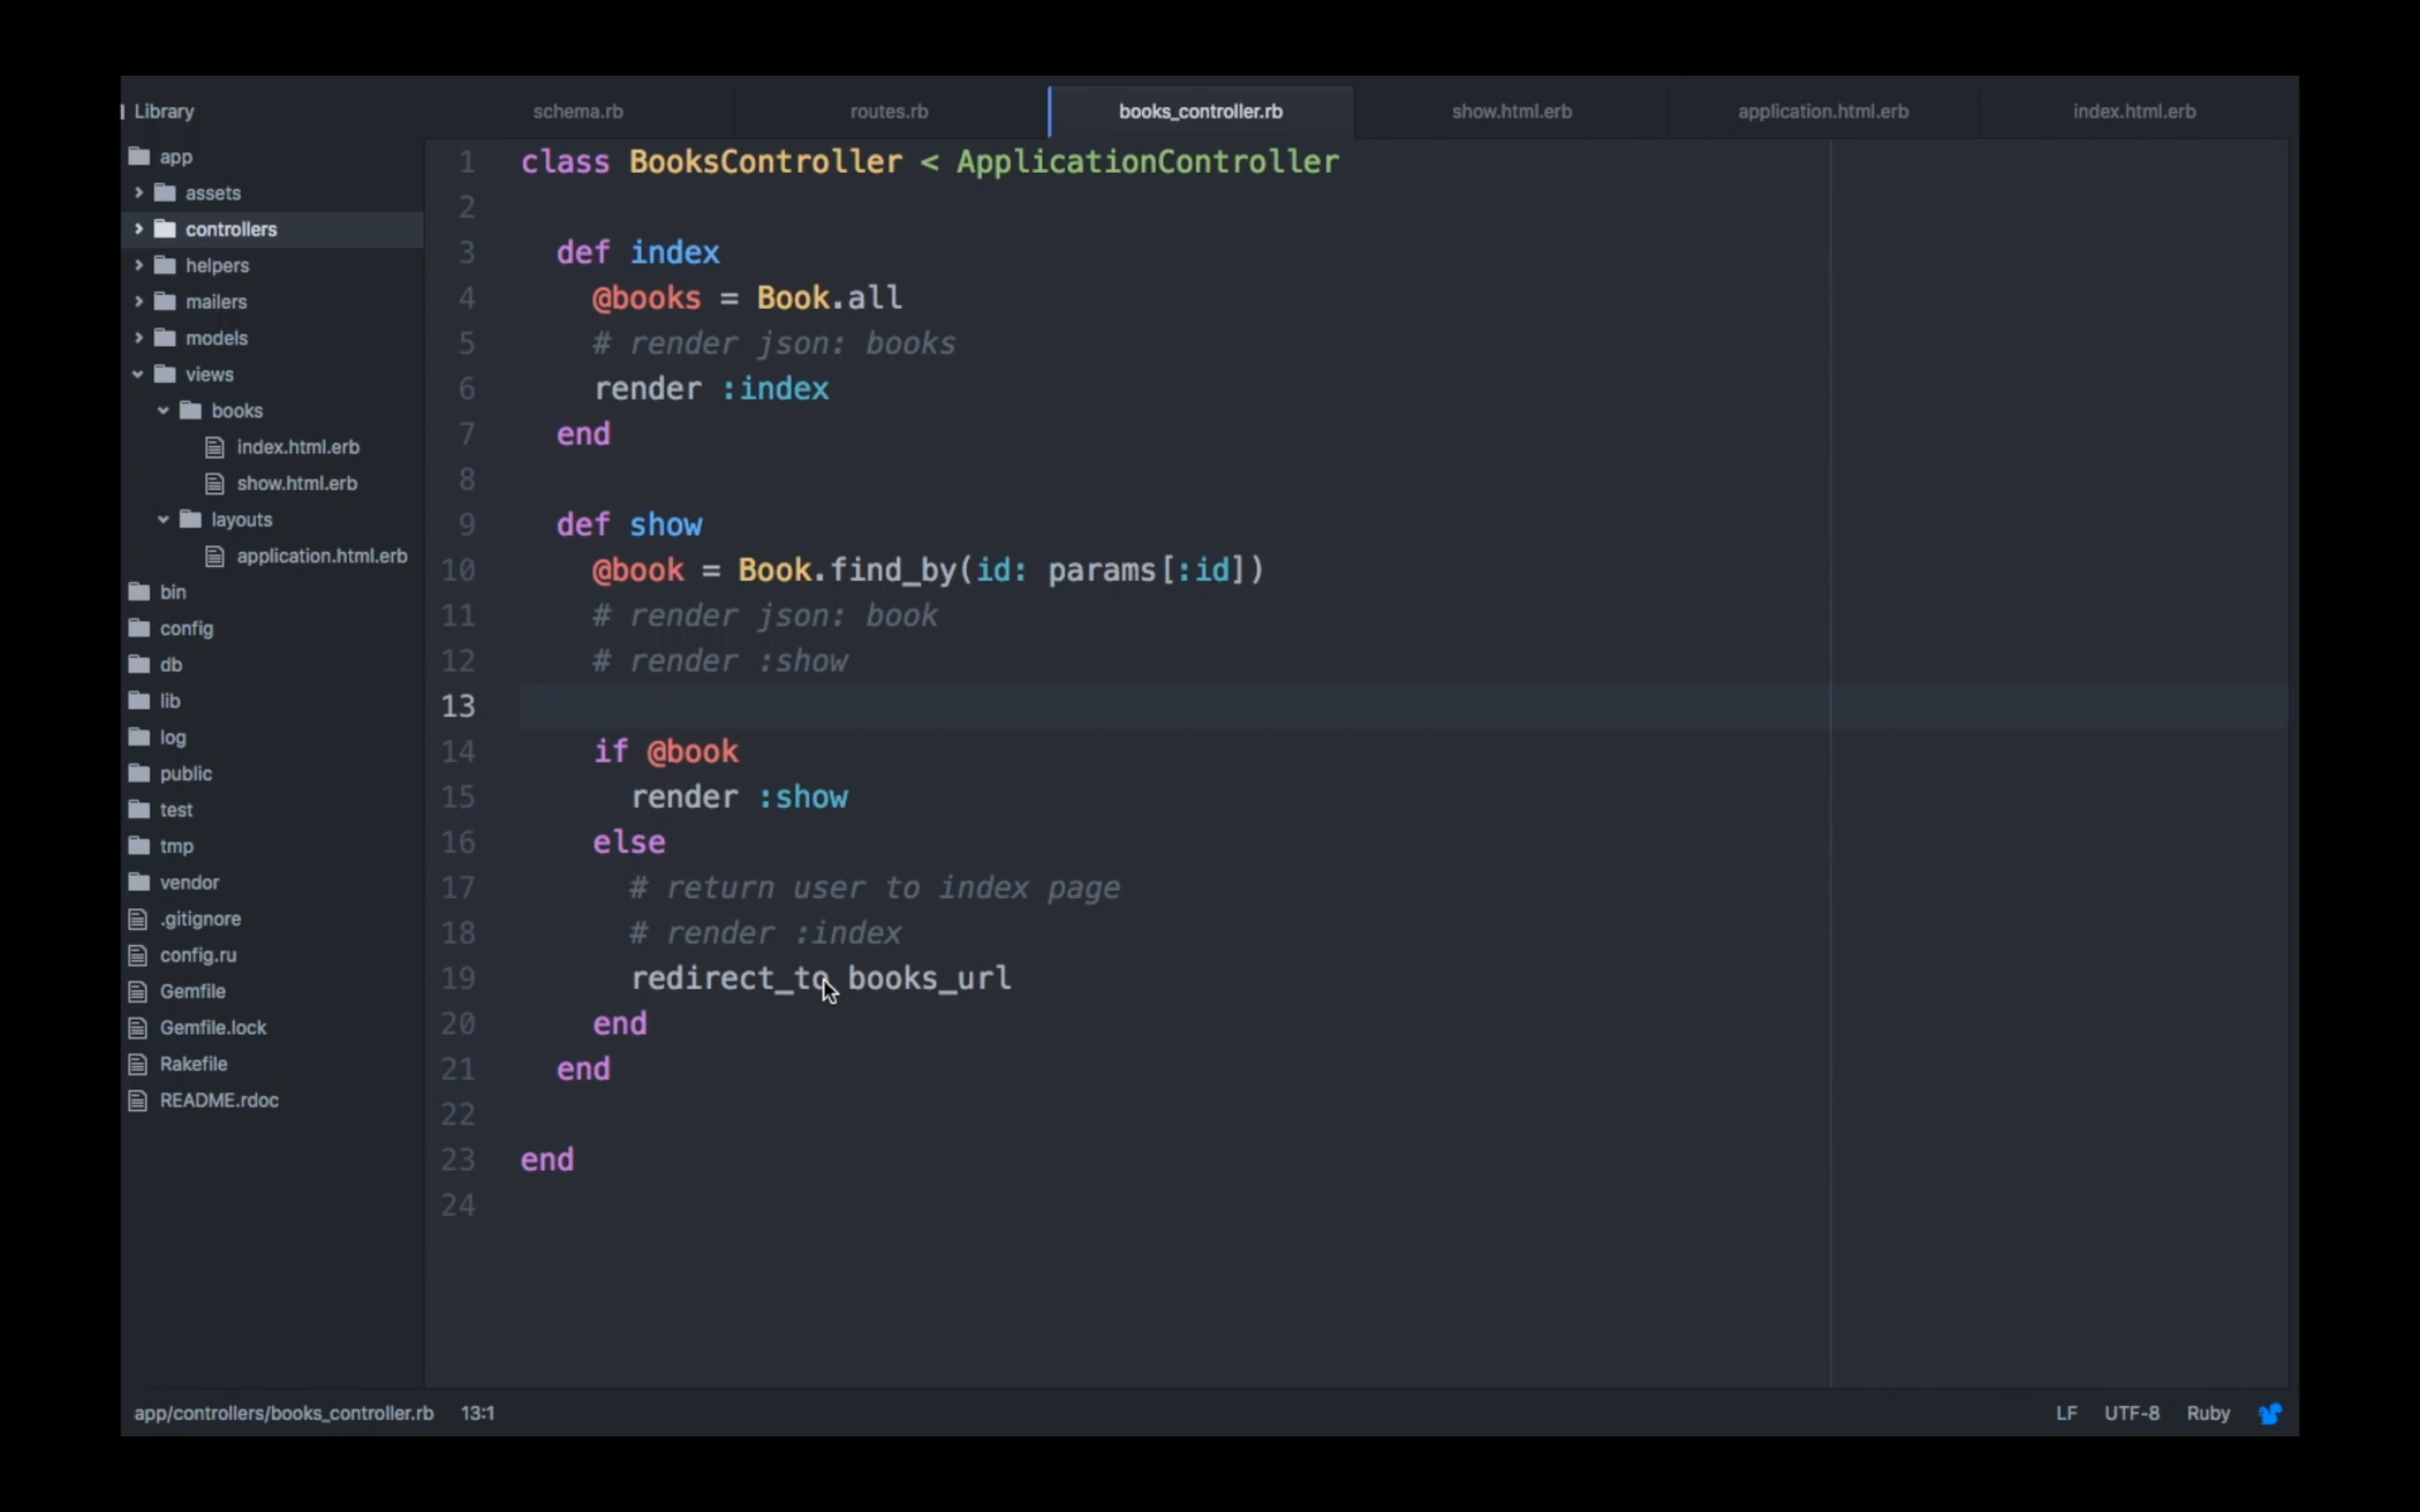 Library
schema.rb
routes.rb
books_controller.rb
show.html.erb
application.html.erb
index.html.erb
app
assets
controllers
helpers
mailers
models
views
books
index.html.erb
show.html.erb
layouts
application.html.erb
bin
config
db
lib
log
public
test
tmp
vendor
.gitignore
config.ru
Gemfile
Gemfile.lock
Rakefile
README.rdoc
1 class BooksController < ApplicationController
2
3   def index
4     @books = Book.all
5     # render json: books
6     render :index
7   end
8
9   def show
10     @book = Book.find_by(id: params[:id])
11     # render json: book
12     # render :show
13
14     if @book
15       render :show
16     else
17       # return user to index page
18       # render :index
19       redirect_to books_url
20     end
21   end
22
23 end
24
app/controllers/books_controller.rb 13:1
LF UTF-8 Ruby